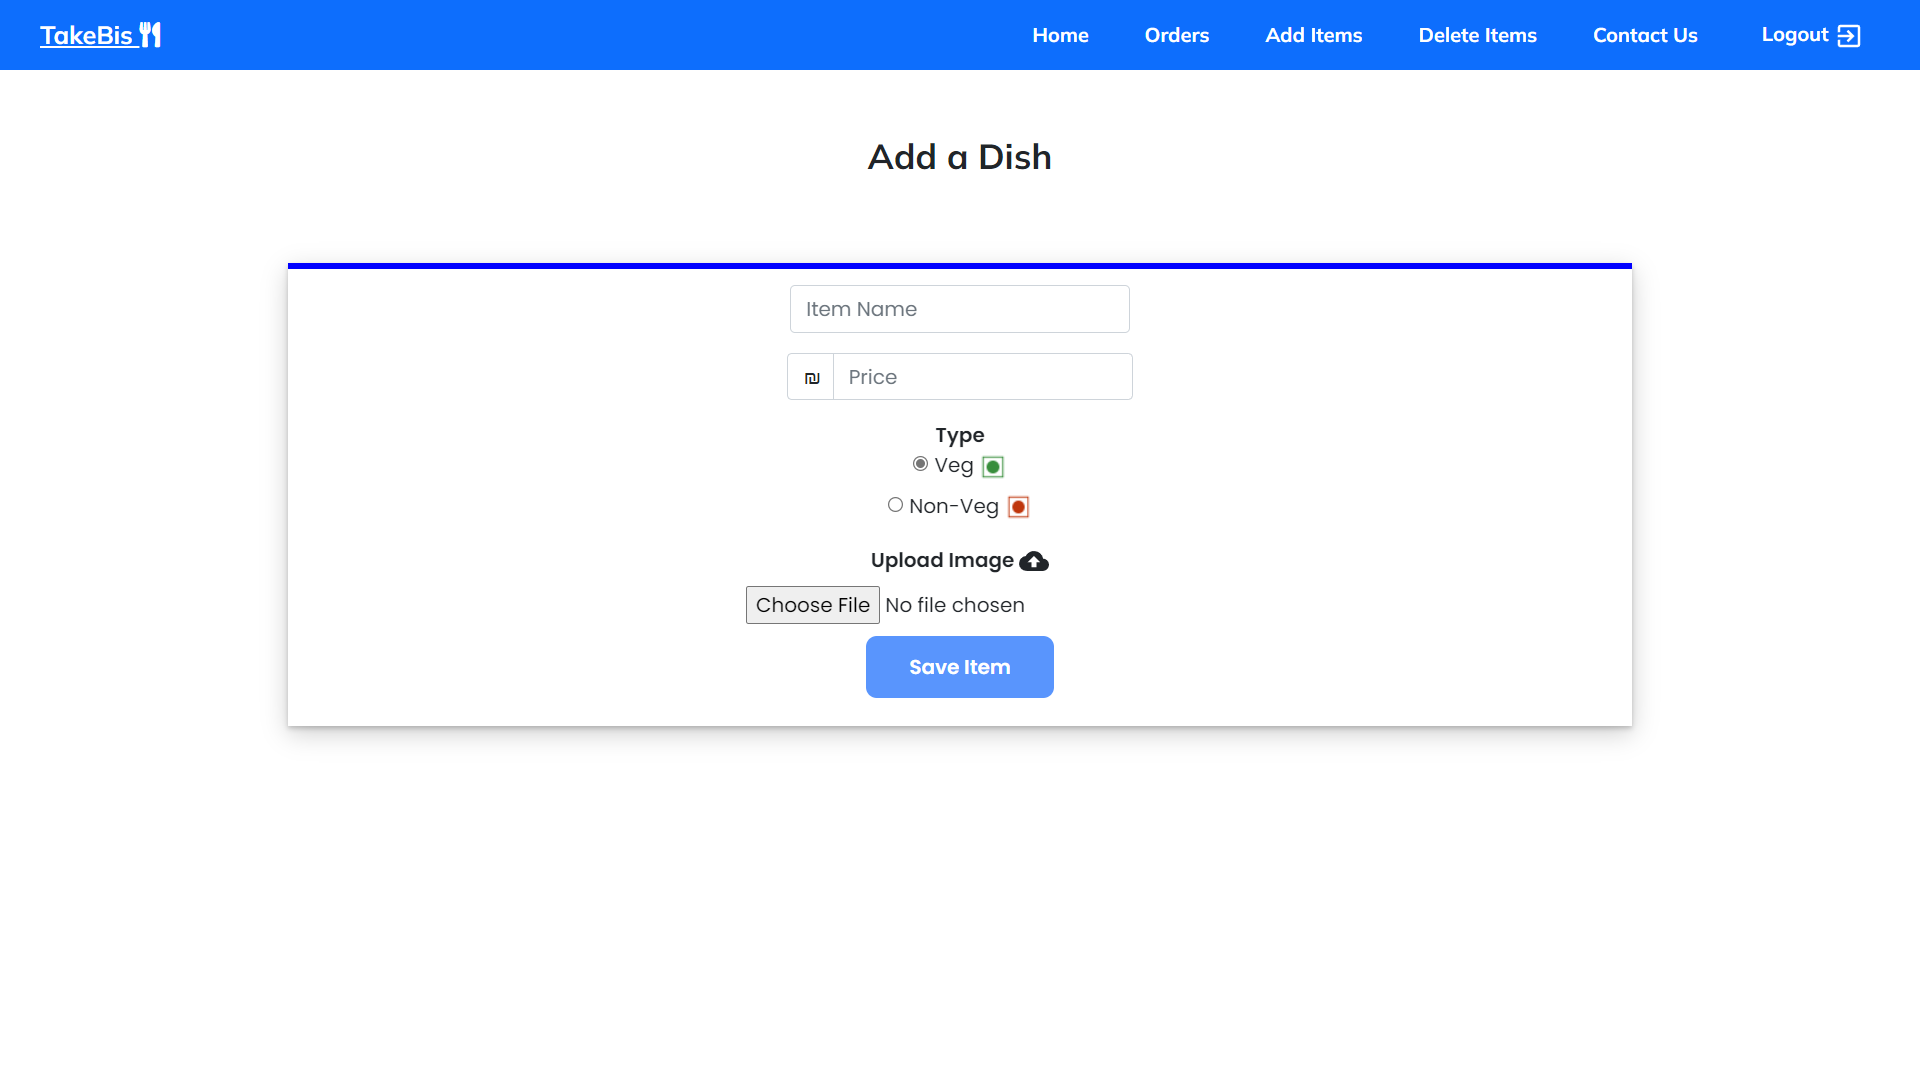 TakeBis
Home Orders Add Items Delete Items Contact Us Logout
Add a Dish
Item Name
₪ Price
Type
Veg
Non-Veg
Upload Image
Choose File No file chosen
Save Item